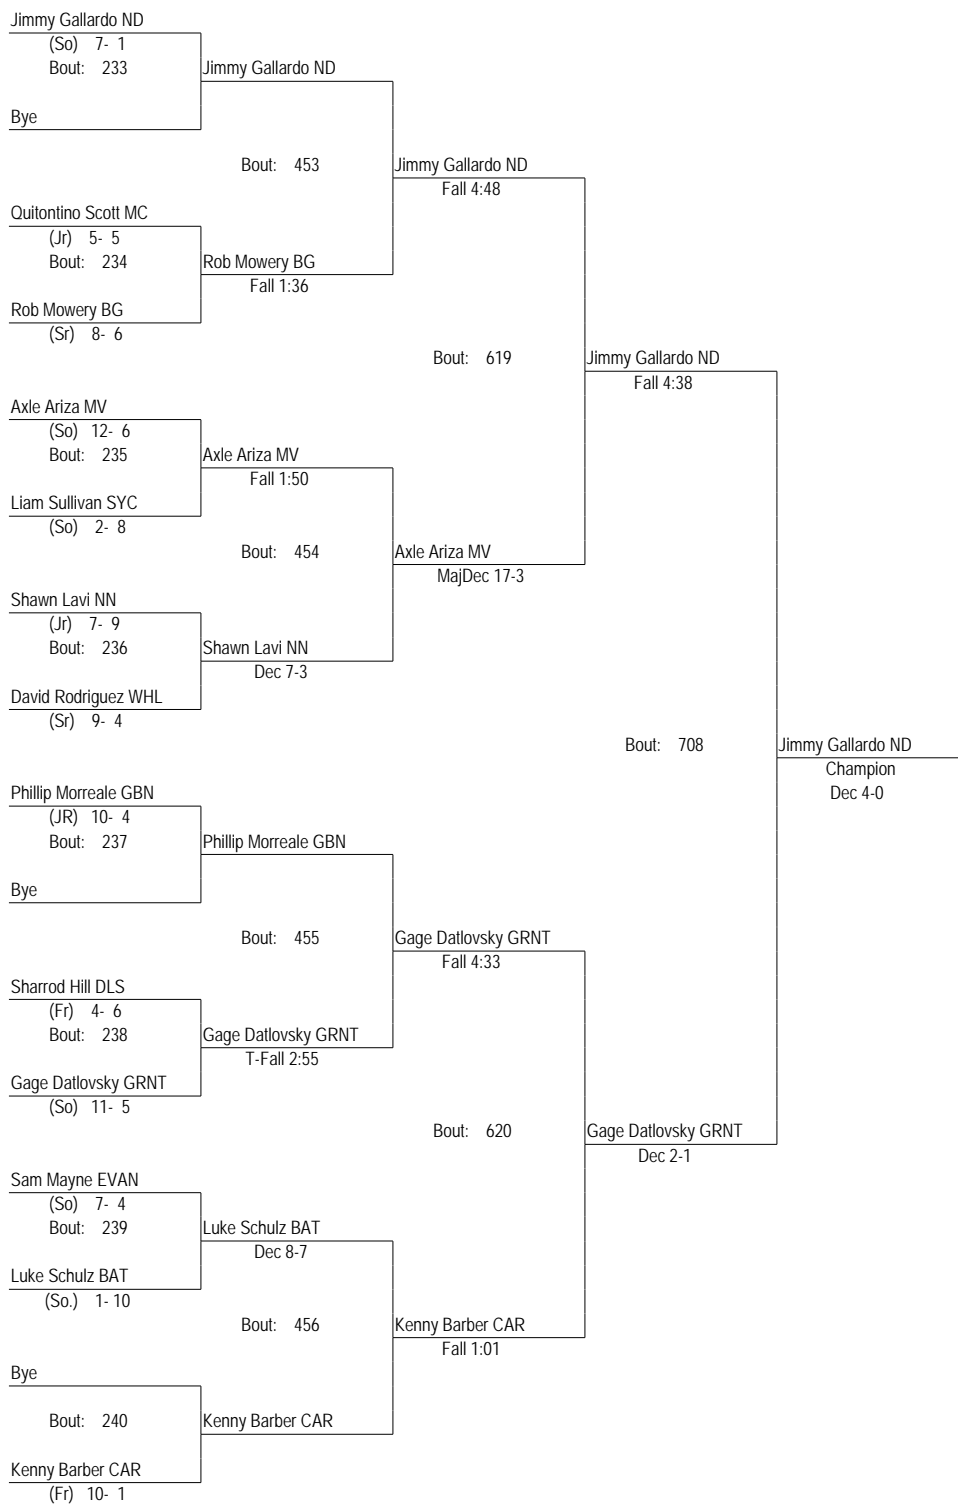 Jimmy Gallardo ND
(So) 7- 1
Bout: 233
Jimmy Gallardo ND
Bye
Bout: 453
Jimmy Gallardo ND
Fall 4:48
Quitontino Scott MC
(Jr) 5- 5
Bout: 234
Rob Mowery BG
Fall 1:36
Rob Mowery BG
(Sr) 8- 6
Bout: 619
Jimmy Gallardo ND
Fall 4:38
Axle Ariza MV
(So) 12- 6
Bout: 235
Axle Ariza MV
Fall 1:50
Liam Sullivan SYC
(So) 2- 8
Bout: 454
Axle Ariza MV
MajDec 17-3
Shawn Lavi NN
(Jr) 7- 9
Bout: 236
Shawn Lavi NN
Dec 7-3
David Rodriguez WHL
(Sr) 9- 4
Bout: 708
Jimmy Gallardo ND
Champion
Dec 4-0
Phillip Morreale GBN
(JR) 10- 4
Bout: 237
Phillip Morreale GBN
Bye
Bout: 455
Gage Datlovsky GRNT
Fall 4:33
Sharrod Hill DLS
(Fr) 4- 6
Bout: 238
Gage Datlovsky GRNT
T-Fall 2:55
Gage Datlovsky GRNT
(So) 11- 5
Bout: 620
Gage Datlovsky GRNT
Dec 2-1
Sam Mayne EVAN
(So) 7- 4
Bout: 239
Luke Schulz BAT
Dec 8-7
Luke Schulz BAT
(So.) 1- 10
Bout: 456
Kenny Barber CAR
Fall 1:01
Bye
Bout: 240
Kenny Barber CAR
Kenny Barber CAR
(Fr) 10- 1